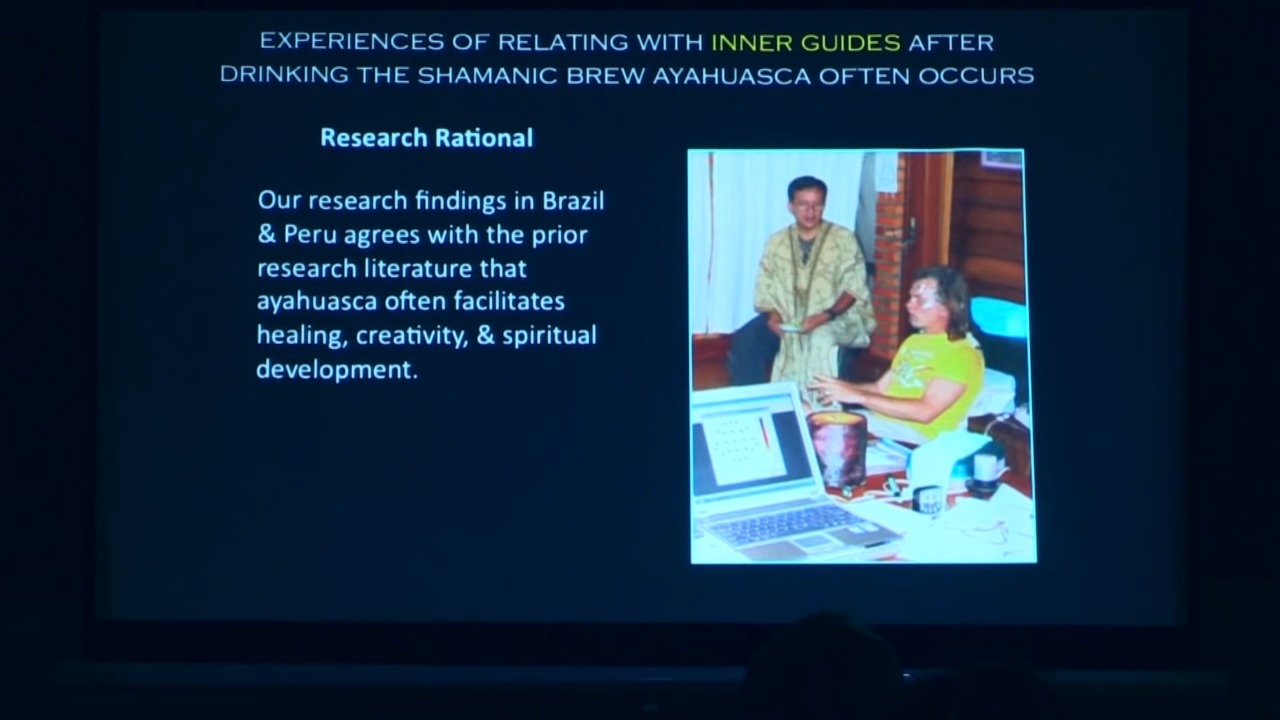 EXPERIENCES OF RELATING WITH INNER GUIDES AFTER
DRINKING THE SHAMANIC BREW AYAHUASCA OFTEN OCCURS
Research Rational
Our research findings in Brazil
& Peru agrees with the prior
research literature that
ayahuasca often facilitates
healing, creativity, & spiritual
development.